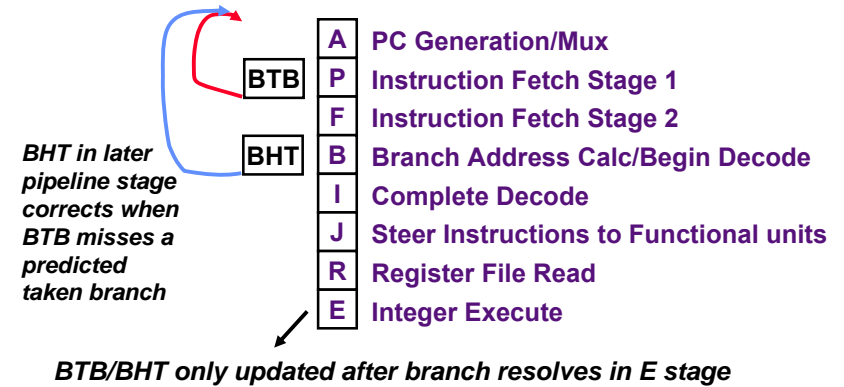 A PC Generation/Mux
BTB P Instruction Fetch Stage 1
F Instruction Fetch Stage 2
BHT B Branch Address Calc/Begin Decode
I Complete Decode
J Steer Instructions to Functional units
R Register File Read
E Integer Execute
BHT in later
pipeline stage
corrects when
BTB misses a
predicted
taken branch
BTB/BHT only updated after branch resolves in E stage